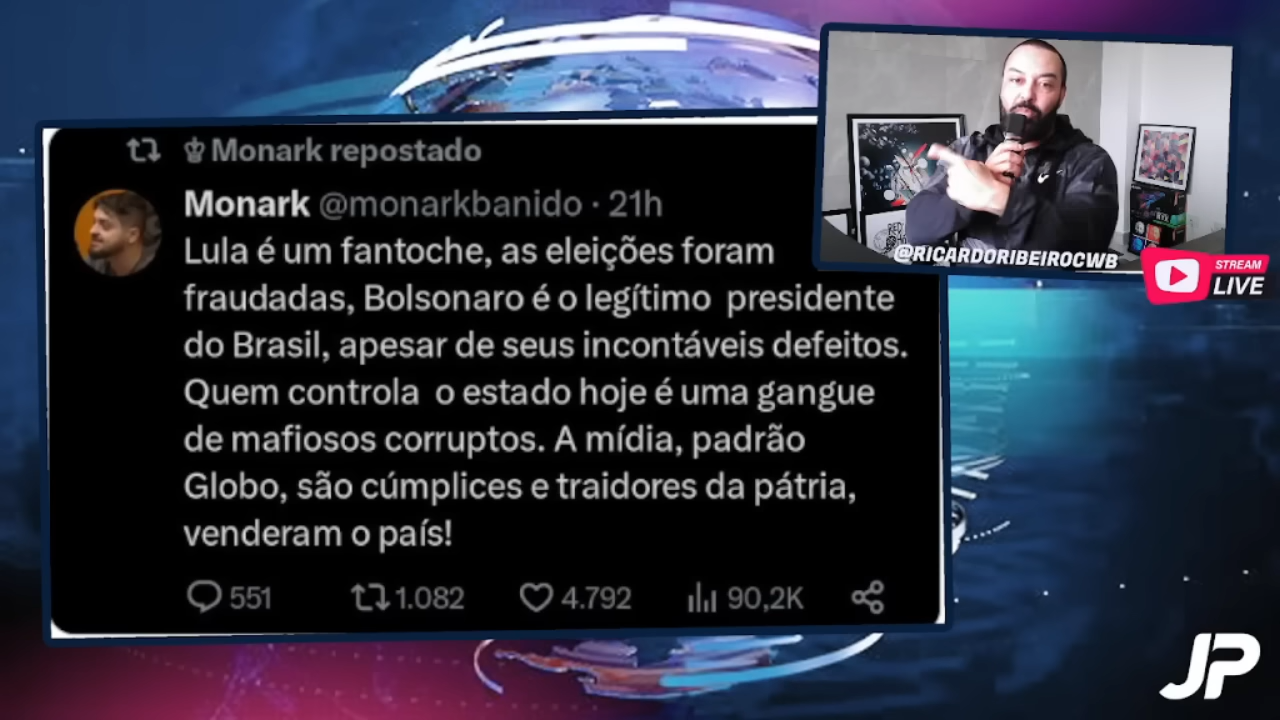 Monark repostado
Monark @monarkbanido · 21h
Lula é um fantoche, as eleições foram
fraudadas, Bolsonaro é o legítimo presidente
do Brasil, apesar de seus incontáveis defeitos.
Quem controla o estado hoje é uma gangue
de mafiosos corruptos. A mídia, padrão
Globo, são cúmplices e traidores da pátria,
venderam o país!
551 1.082 4.792 90,2K
@RICARDORIBEIROCWB
STREAM
LIVE
JP